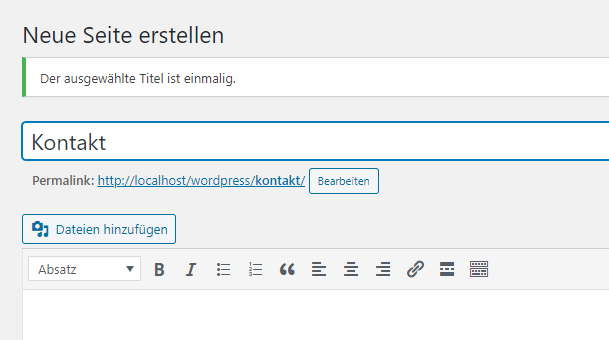 Neue Seite erstellen
Der ausgewählte Titel ist einmalig.
Kontakt
Permalink: http://localhost/wordpress/kontakt/ Bearbeiten
Dateien hinzufügen
Absatz B I